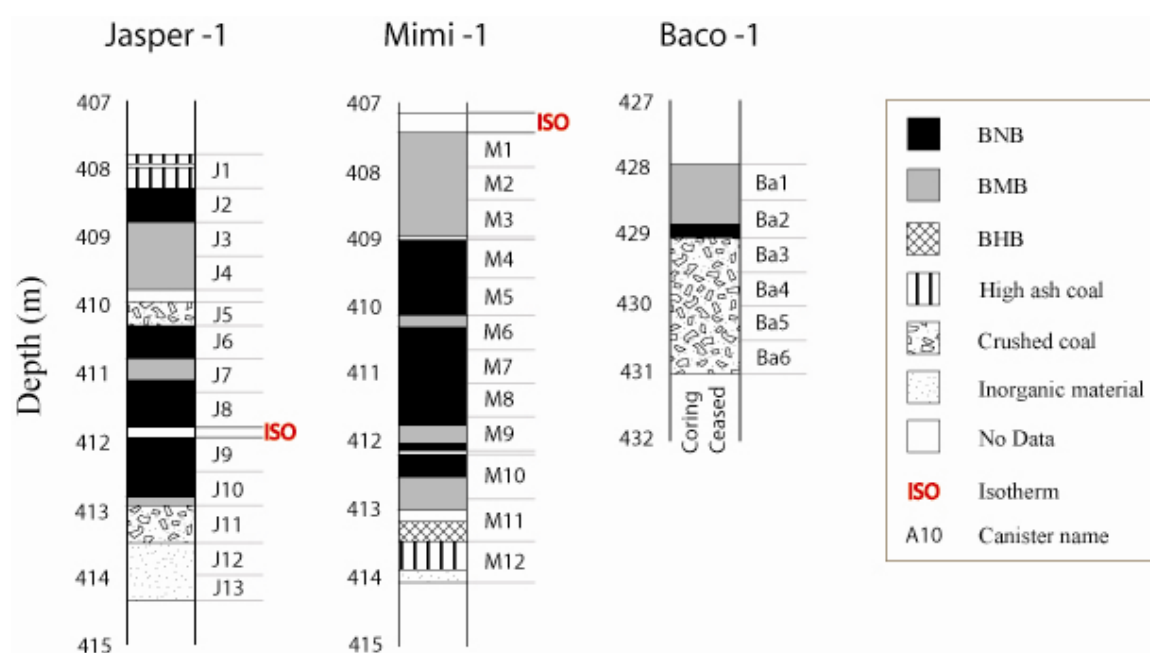 Jasper -1
Mimi -1
Baco -1
Depth (m)
407
408
409
410
411
412
413
414
415
J1
J2
J3
J4
J5
J6
J7
J8
ISO
J9
J10
J11
J12
J13
407
408
409
410
411
412
413
414
415
ISO
M1
M2
M3
M4
M5
M6
M7
M8
M9
M10
M11
M12
427
428
429
430
431
432
Ba1
Ba2
Ba3
Ba4
Ba5
Ba6
Coring
Ceased
BNB
BMB
BHB
High ash coal
Crushed coal
Inorganic material
No Data
ISO Isotherm
A10 Canister name